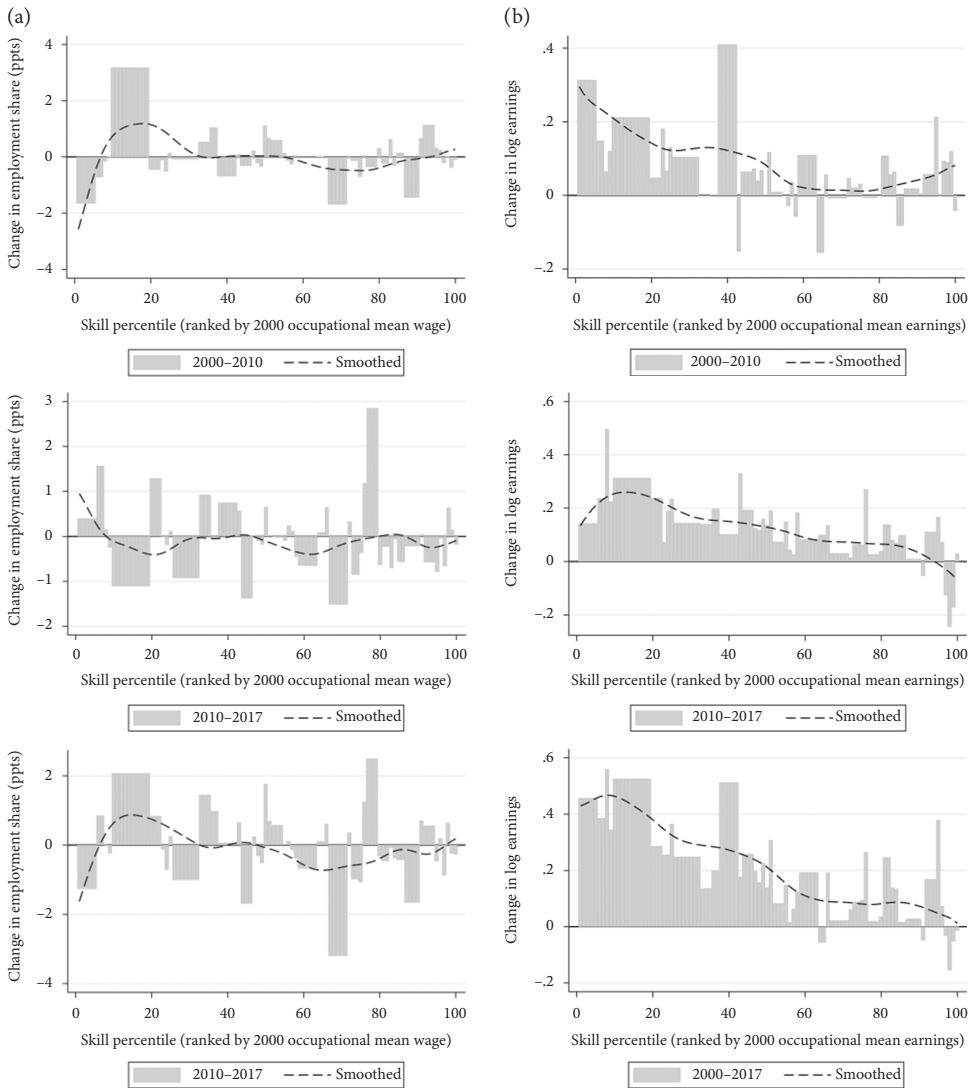 (a)
(b)
Change in employment share (ppts)
4
2
0
−2
−4
0 20 40 60 80 100
Skill percentile (ranked by 2000 occupational mean wage)
2000–2010 Smoothed
Change in log earnings
.4
.2
0
−.2
0 20 40 60 80 100
Skill percentile (ranked by 2000 occupational mean earnings)
2000–2010 Smoothed
Change in employment share (ppts)
3
2
1
0
−1
−2
0 20 40 60 80 100
Skill percentile (ranked by 2000 occupational mean wage)
2010–2017 Smoothed
Change in log earnings
.6
.4
.2
0
−.2
0 20 40 60 80 100
Skill percentile (ranked by 2000 occupational mean earnings)
2010–2017 Smoothed
Change in employment share (ppts)
2
0
−2
−4
0 20 40 60 80 100
Skill percentile (ranked by 2000 occupational mean wage)
2010–2017 Smoothed
Change in log earnings
.6
.4
.2
0
−.2
0 20 40 60 80 100
Skill percentile (ranked by 2000 occupational mean earnings)
2000–2017 Smoothed